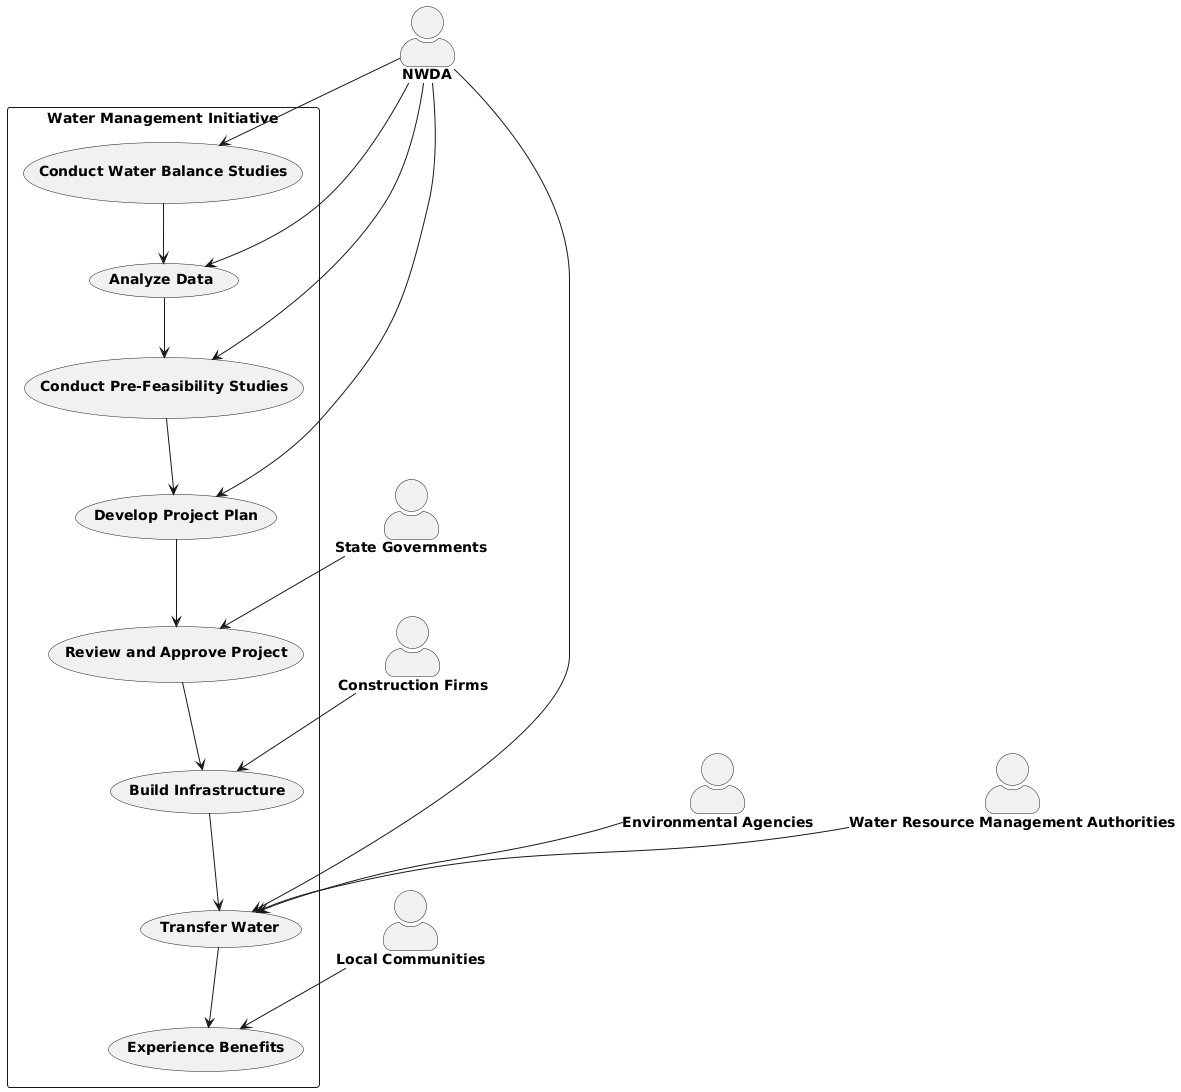 NWDA
Water Management Initiative
Conduct Water Balance Studies
Analyze Data
Conduct Pre-Feasibility Studies
Develop Project Plan
State Governments
Review and Approve Project
Construction Firms
Build Infrastructure
Environmental Agencies
Water Resource Management Authorities
Transfer Water
Local Communities
Experience Benefits